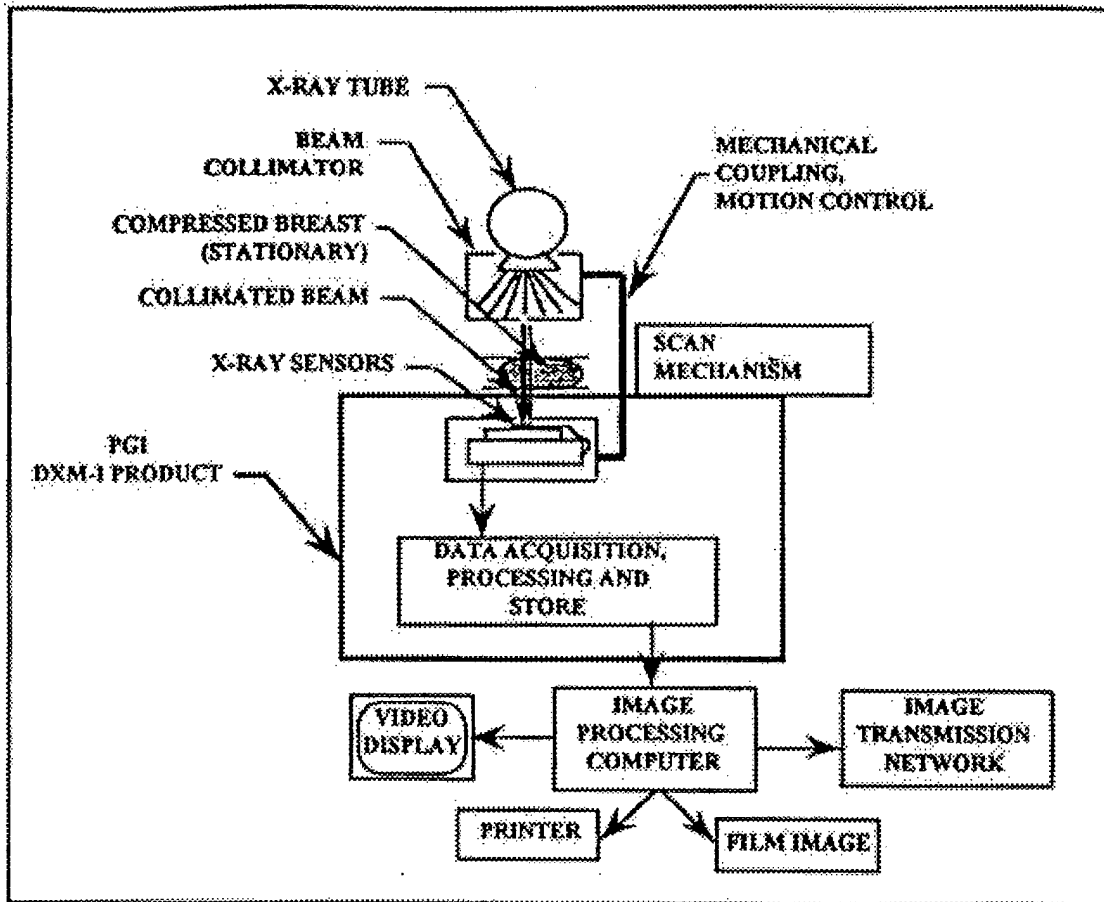 X-RAY TUBE
BEAM
COLLIMATOR
MECHANICAL
COUPLING,
MOTION CONTROL
COMPRESSED BREAST
(STATIONARY)
COLLIMATED BEAM
SCAN
MECHANISM
X-RAY SENSORS
PGI
DXM-1 PRODUCT
DATA ACQUISITION,
PROCESSING AND
STORE
VIDEO
DISPLAY
IMAGE
PROCESSING
COMPUTER
IMAGE
TRANSMISSION
NETWORK
PRINTER
FILM IMAGE